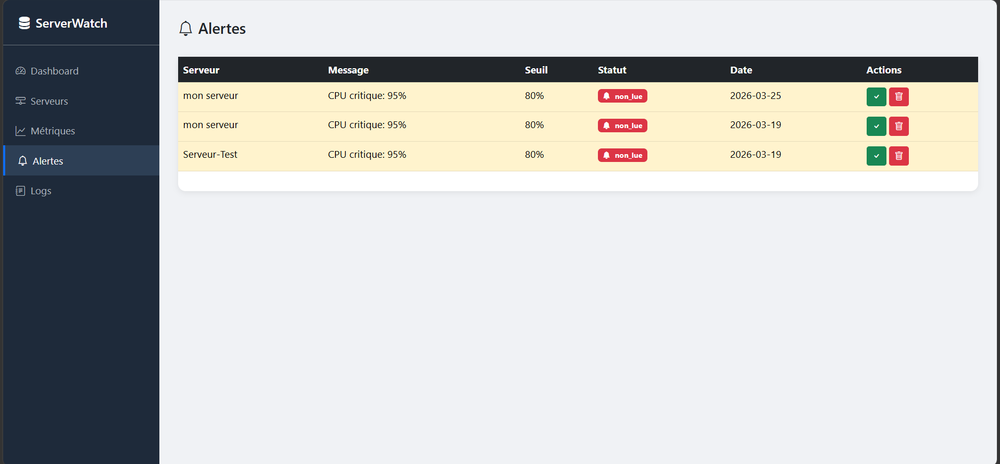 ServerWatch
Dashboard
Serveurs
Métriques
Alertes
Logs
Alertes
Serveur Message Seuil Statut Date Actions
mon serveur CPU critique: 95% 80% non_lue 2026-03-25
mon serveur CPU critique: 95% 80% non_lue 2026-03-19
Serveur-Test CPU critique: 95% 80% non_lue 2026-03-19